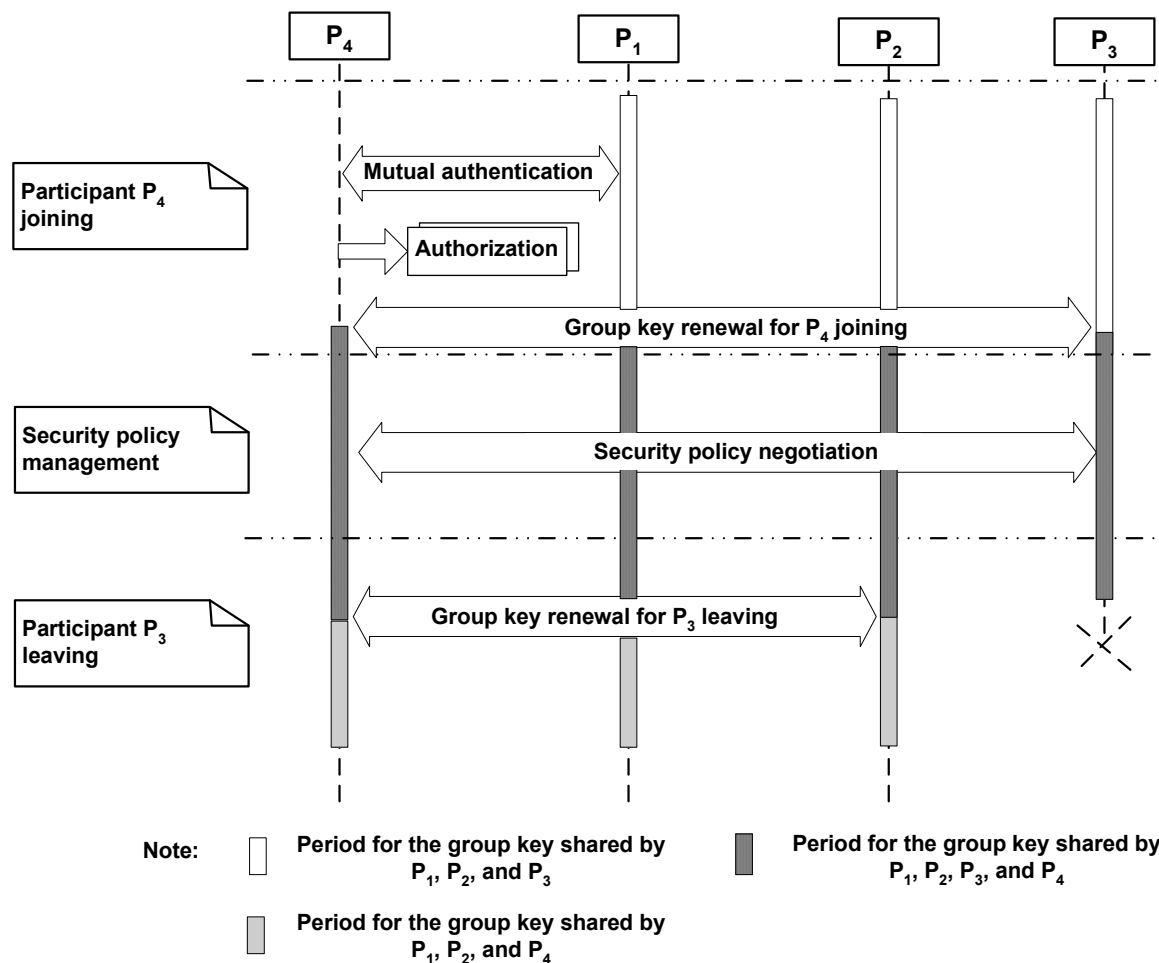 P4
P1
P2
P3
Participant P4
joining
Mutual authentication
Authorization
Group key renewal for P4 joining
Security policy
management
Security policy negotiation
Participant P3
leaving
Group key renewal for P3 leaving
Note:
Period for the group key shared by
P1, P2, and P3
Period for the group key shared by
P1, P2, P3, and P4
Period for the group key shared by
P1, P2, and P4